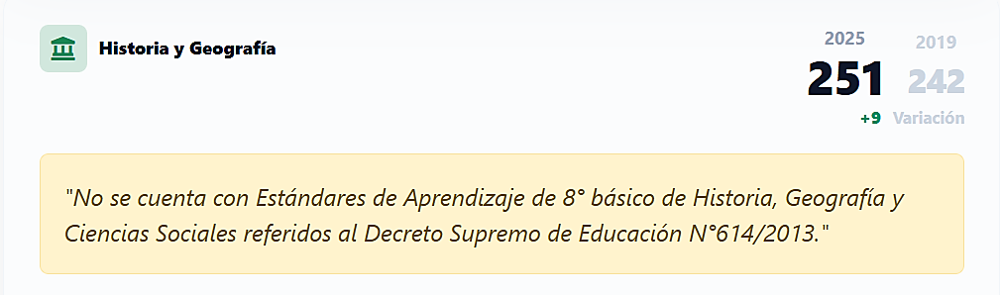 Historia y Geografía
2025 2019
251 242
+9 Variación
"No se cuenta con Estándares de Aprendizaje de 8° básico de Historia, Geografía y
Ciencias Sociales referidos al Decreto Supremo de Educación N°614/2013."